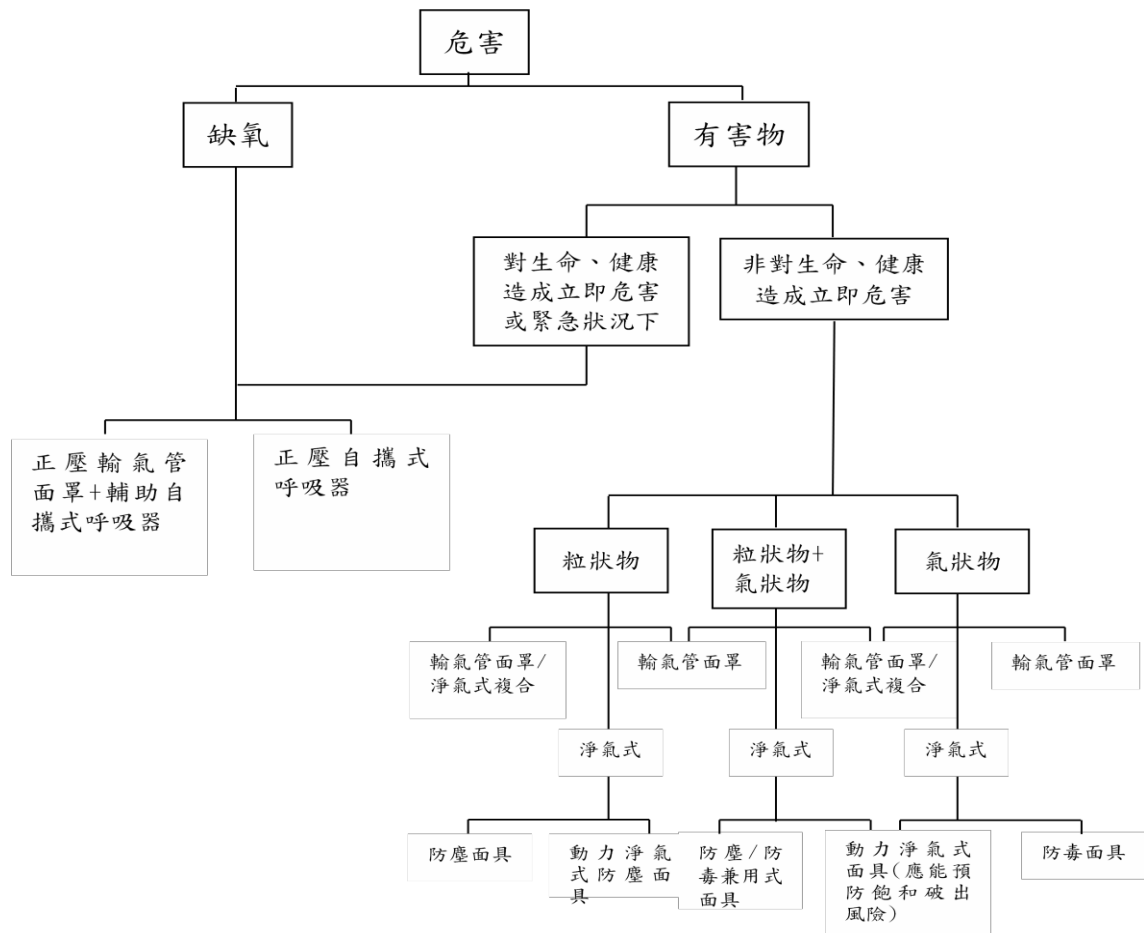 危害
缺氧
有害物
對生命、健康
造成立即危害
或緊急狀況下
非對生命、健康
造成立即危害
正壓輸氣管
面罩+輔助自
攜式呼吸器
正壓自攜式
呼吸器
粒狀物
粒狀物+
氣狀物
氣狀物
輸氣管面罩/
淨氣式複合
輸氣管面罩
輸氣管面罩/
淨氣式複合
輸氣管面罩
淨氣式
淨氣式
淨氣式
防塵面具
動力淨氣
式防塵面
具
防塵/防
毒兼用式
面具
動力淨氣式
面具(應能預
防飽和破出
風險)
防毒面具